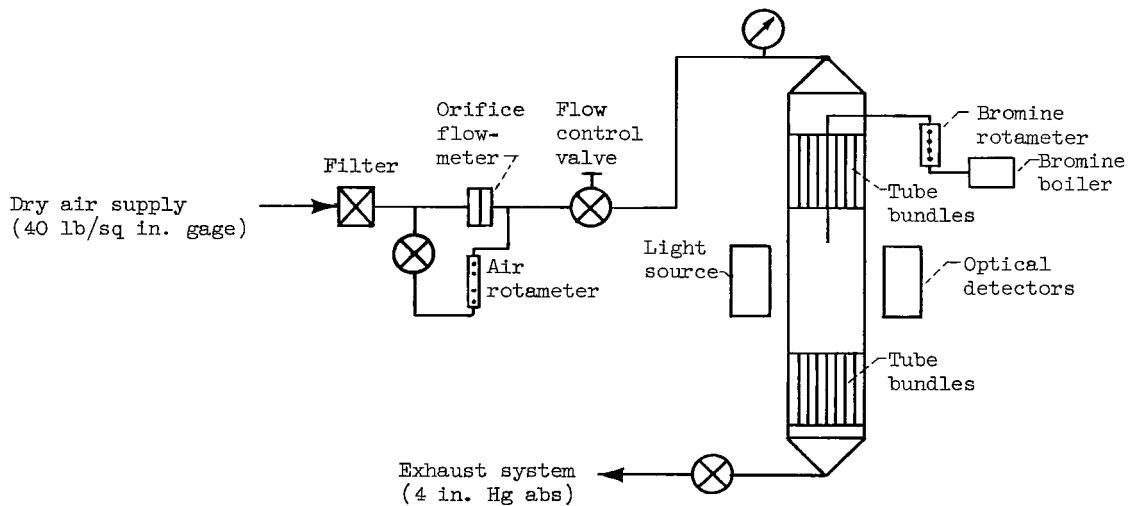 Orifice
flow-
meter
Flow
control
valve
Filter
Dry air supply
(40 lb/sq in. gage)
Air
rotameter
Bromine
rotameter
Bromine
boiler
Tube
bundles
Light
source
Optical
detectors
Tube
bundles
Exhaust system
(4 in. Hg abs)